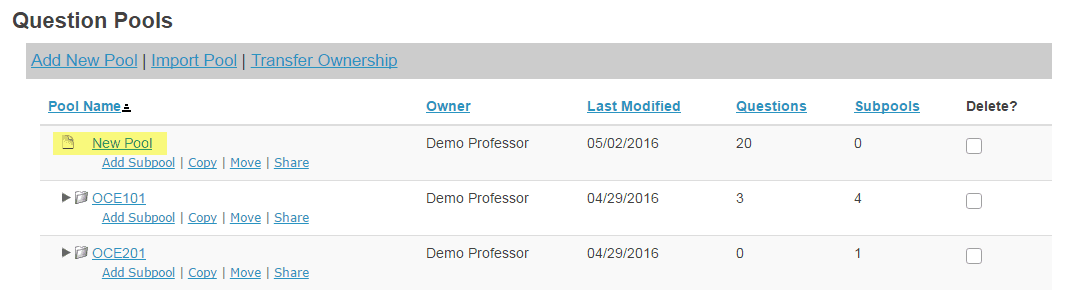 Question Pools
Add New Pool | Import Pool | Transfer Ownership
Pool Name Owner Last Modified Questions Subpools Delete?
New Pool Demo Professor 05/02/2016 20 0
Add Subpool | Copy | Move | Share
OCE101 Demo Professor 04/29/2016 3 4
Add Subpool | Copy | Move | Share
OCE201 Demo Professor 04/29/2016 0 1
Add Subpool | Copy | Move | Share